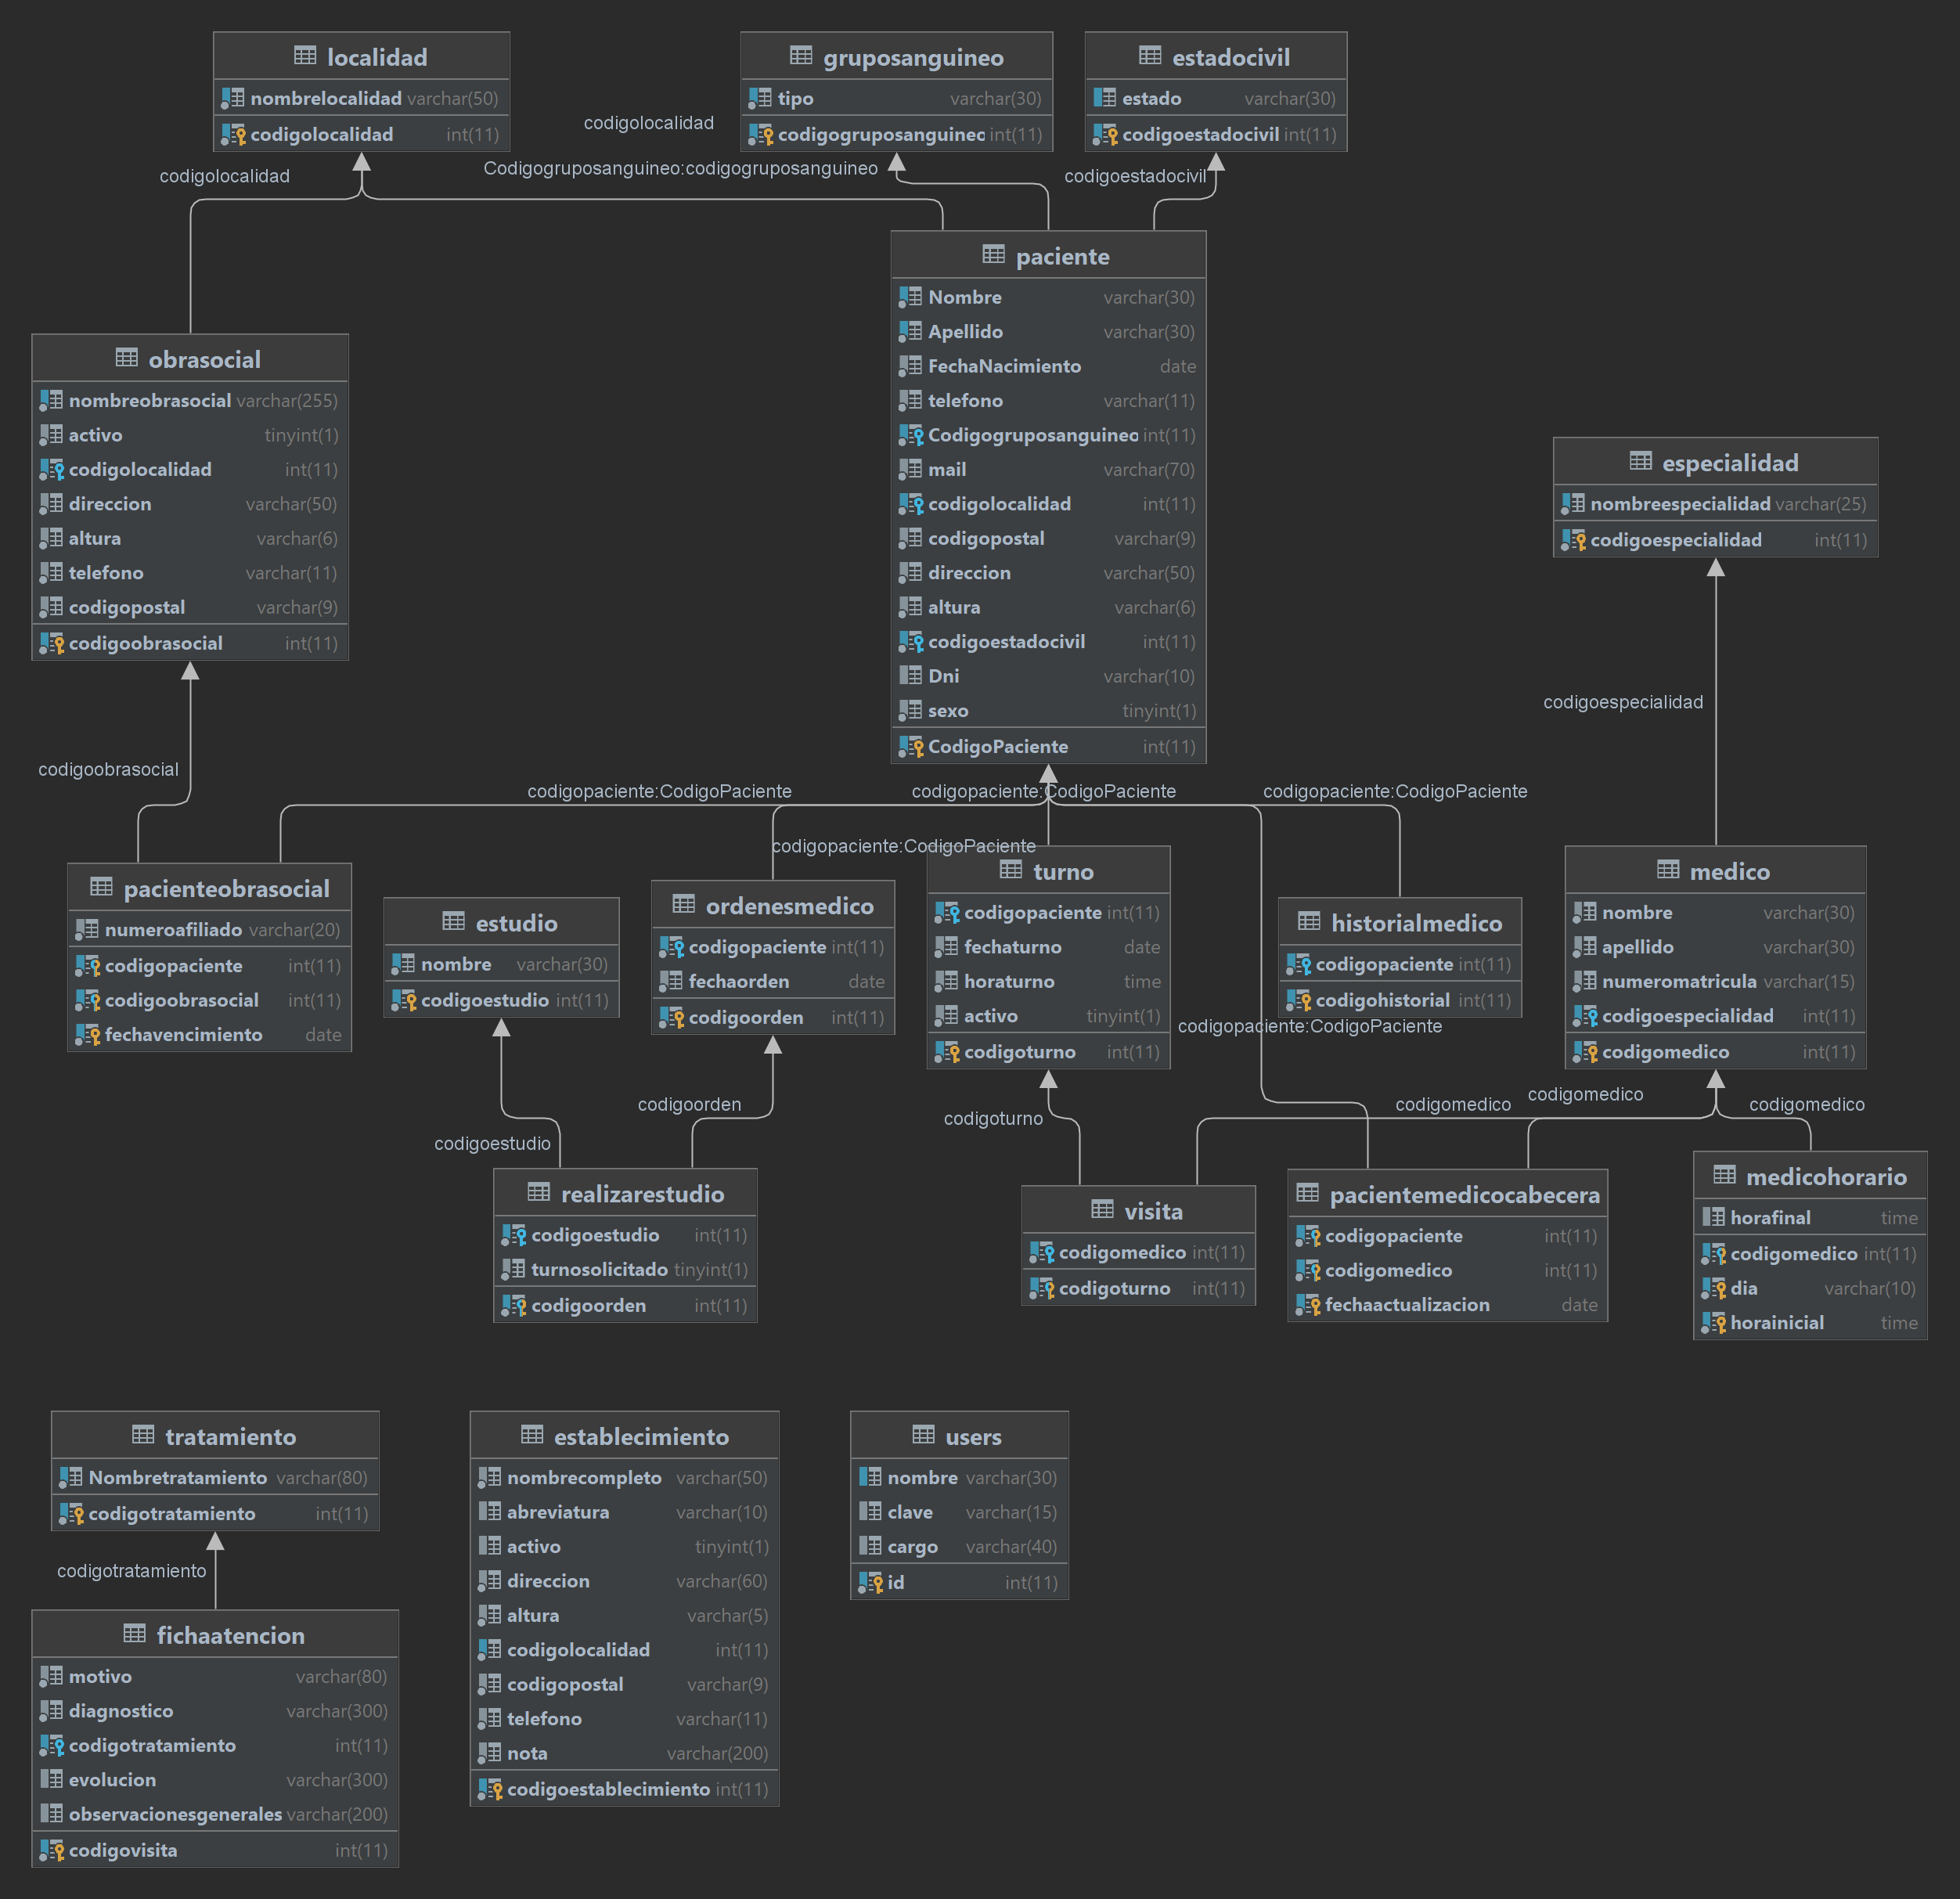 localidad
nombrelocalidad varchar(50)
codigolocalidad int(11)
gruposanguineo
tipo varchar(30)
codigogruposanguineo int(11)
estadocivil
estado varchar(30)
codigoestadocivil int(11)
codigolocalidad
codigolocalidad
Codigogruposanguineo:codigogruposanguineo
codigoestadocivil
paciente
Nombre varchar(30)
Apellido varchar(30)
FechaNacimiento date
telefono varchar(11)
Codigogruposanguineo int(11)
mail varchar(70)
codigolocalidad int(11)
codigopostal varchar(9)
direccion varchar(50)
altura varchar(6)
codigoestadocivil int(11)
Dni varchar(10)
sexo tinyint(1)
CodigoPaciente int(11)
obrasocial
nombreobrasocial varchar(255)
activo tinyint(1)
codigolocalidad int(11)
direccion varchar(50)
altura varchar(6)
telefono varchar(11)
codigopostal varchar(9)
codigoobrasocial int(11)
especialidad
nombreespecialidad varchar(25)
codigoespecialidad int(11)
codigoespecialidad
codigoobrasocial
codigopaciente:CodigoPaciente
codigopaciente:CodigoPaciente
codigopaciente:CodigoPaciente
codigopaciente:CodigoPaciente
pacienteobrasocial
numeroafiliado varchar(20)
codigopaciente int(11)
codigoobrasocial int(11)
fechavencimiento date
estudio
nombre varchar(30)
codigoestudio int(11)
ordenesmedico
codigopaciente int(11)
fechaorden date
codigoorden int(11)
turno
codigopaciente int(11)
fechaturno date
horaturno time
activo tinyint(1)
codigoturno int(11)
historialmedico
codigopaciente int(11)
codigohistorial int(11)
codigopaciente:CodigoPaciente
medico
nombre varchar(30)
apellido varchar(30)
numeromatricula varchar(15)
codigoespecialidad int(11)
codigomedico int(11)
codigoestudio
codigoorden
codigoturno
codigomedico
codigomedico
codigomedico
realizarestudio
codigoestudio int(11)
turnosolicitado tinyint(1)
codigoorden int(11)
visita
codigomedico int(11)
codigoturno int(11)
pacientemedicocabecera
codigopaciente int(11)
codigomedico int(11)
fechaactualizacion date
medicohorario
horafinal time
codigomedico int(11)
dia varchar(10)
horainicial time
tratamiento
Nombretratamiento varchar(80)
codigotratamiento int(11)
codigotratamiento
fichaatencion
motivo varchar(80)
diagnostico varchar(300)
codigotratamiento int(11)
evolucion varchar(300)
observacionesgenerales varchar(200)
codigovisita int(11)
establecimiento
nombrecompleto varchar(50)
abreviatura varchar(10)
activo tinyint(1)
direccion varchar(60)
altura varchar(5)
codigolocalidad int(11)
codigopostal varchar(9)
telefono varchar(11)
nota varchar(200)
codigoestablecimiento int(11)
users
nombre varchar(30)
clave varchar(15)
cargo varchar(40)
id int(11)